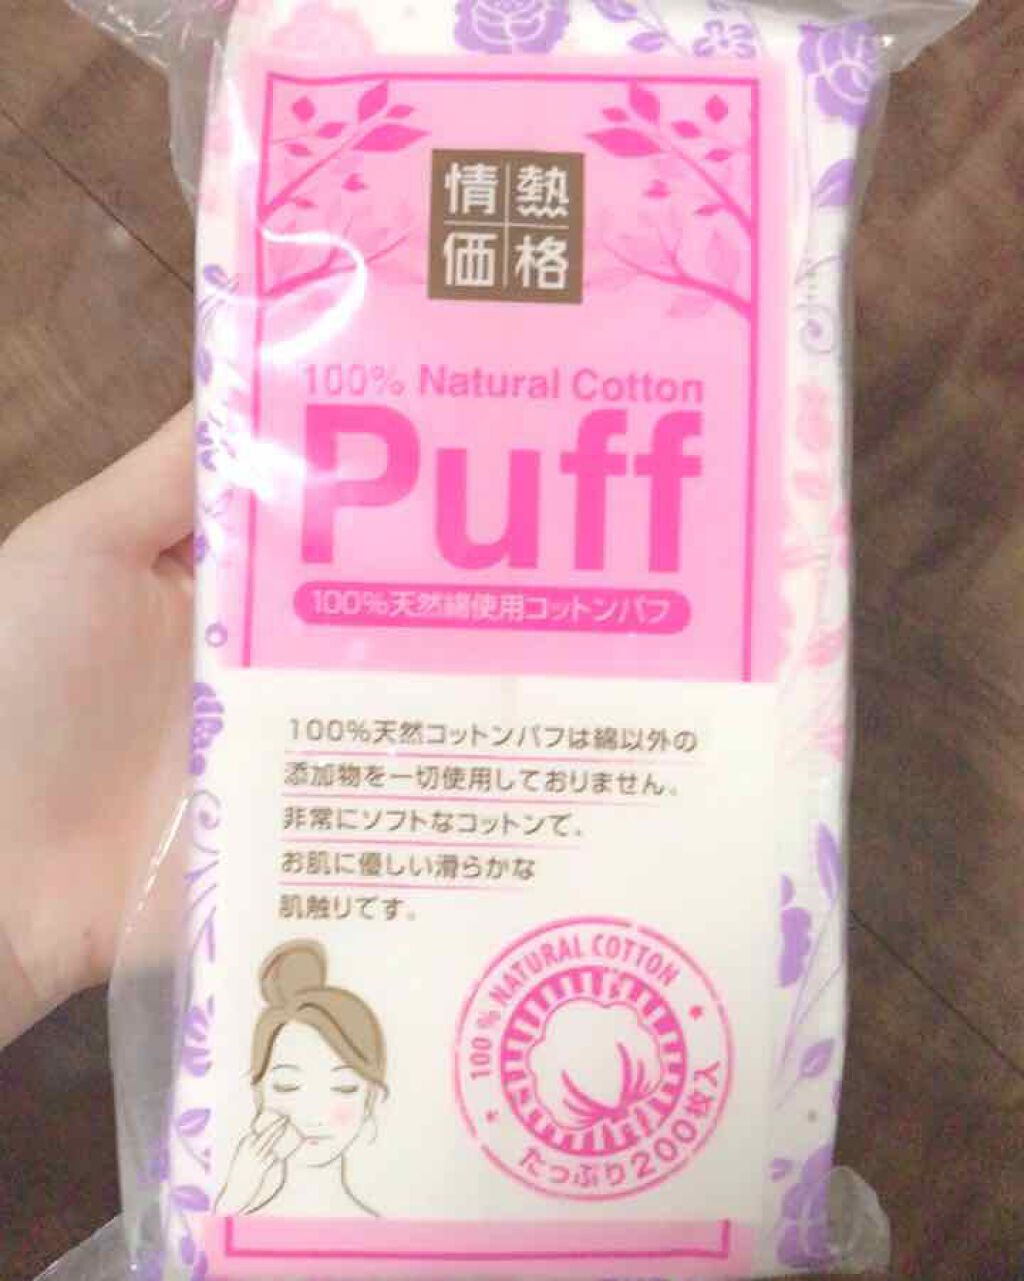 情熱
価格
100% Natural Cotton
Puff
100%天然綿使用コットンパフ
100%天然コットンパフは綿以外の
添加物を一切使用しておりません。
非常にソフトなコットンで、
お肌に優しい滑らかな
肌触りです。
100% NATURAL COTTON
たっぷり200枚入